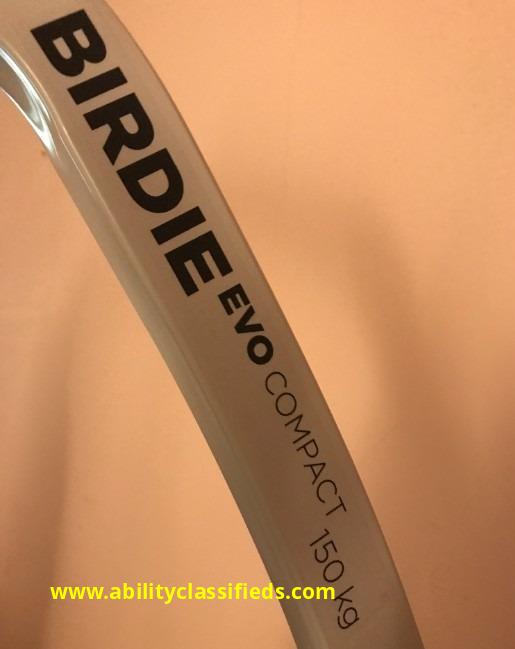 BIRDIE EVO COMPACT 150 kg
www.abilityclassifieds.com